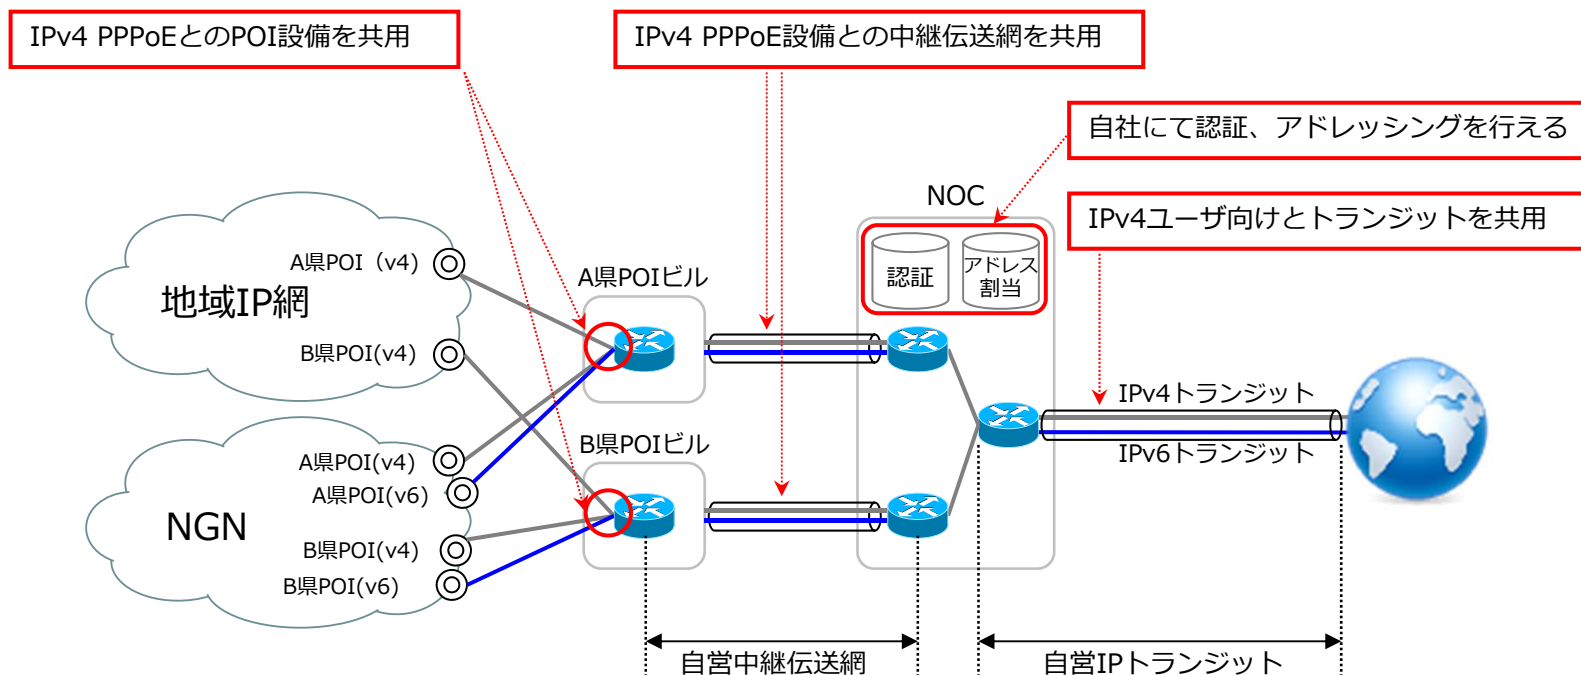 IPv4 PPPoEとのPOI設備を共用
IPv4 PPPoE設備との中継伝送網を共用
自社にて認証、アドレッシングを行える
IPv4ユーザ向けとトランジットを共用
NOC
認証
アドレス
割当
A県POI（v4)
地域IP網
B県POI(v4)
A県POIビル
B県POIビル
A県POI(v4)
A県POI(v6)
NGN
B県POI(v4)
B県POI(v6)
IPv4トランジット
IPv6トランジット
自営中継伝送網
自営IPトランジット